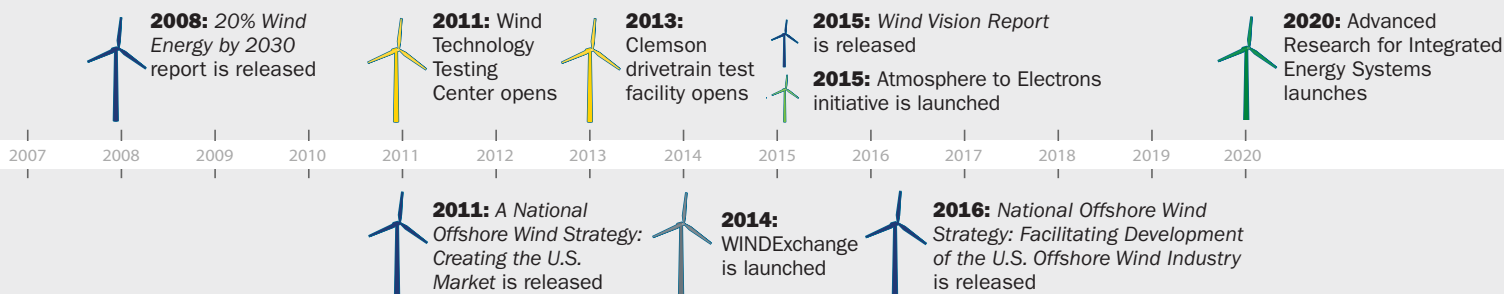 2008: 20% Wind
Energy by 2030
report is released
2011: Wind
Technology
Testing
Center opens
2013:
Clemson
drivetrain test
facility opens
2015: Wind Vision Report
is released
2015: Atmosphere to Electrons
initiative is launched
2020: Advanced
Research for Integrated
Energy Systems
launches
2007 2008 2009 2010 2011 2012 2013 2014 2015 2016 2017 2018 2019 2020
2011: A National
Offshore Wind Strategy:
Creating the U.S.
Market is released
2014:
WINDExchange
is launched
2016: National Offshore Wind
Strategy: Facilitating Development
of the U.S. Offshore Wind Industry
is released